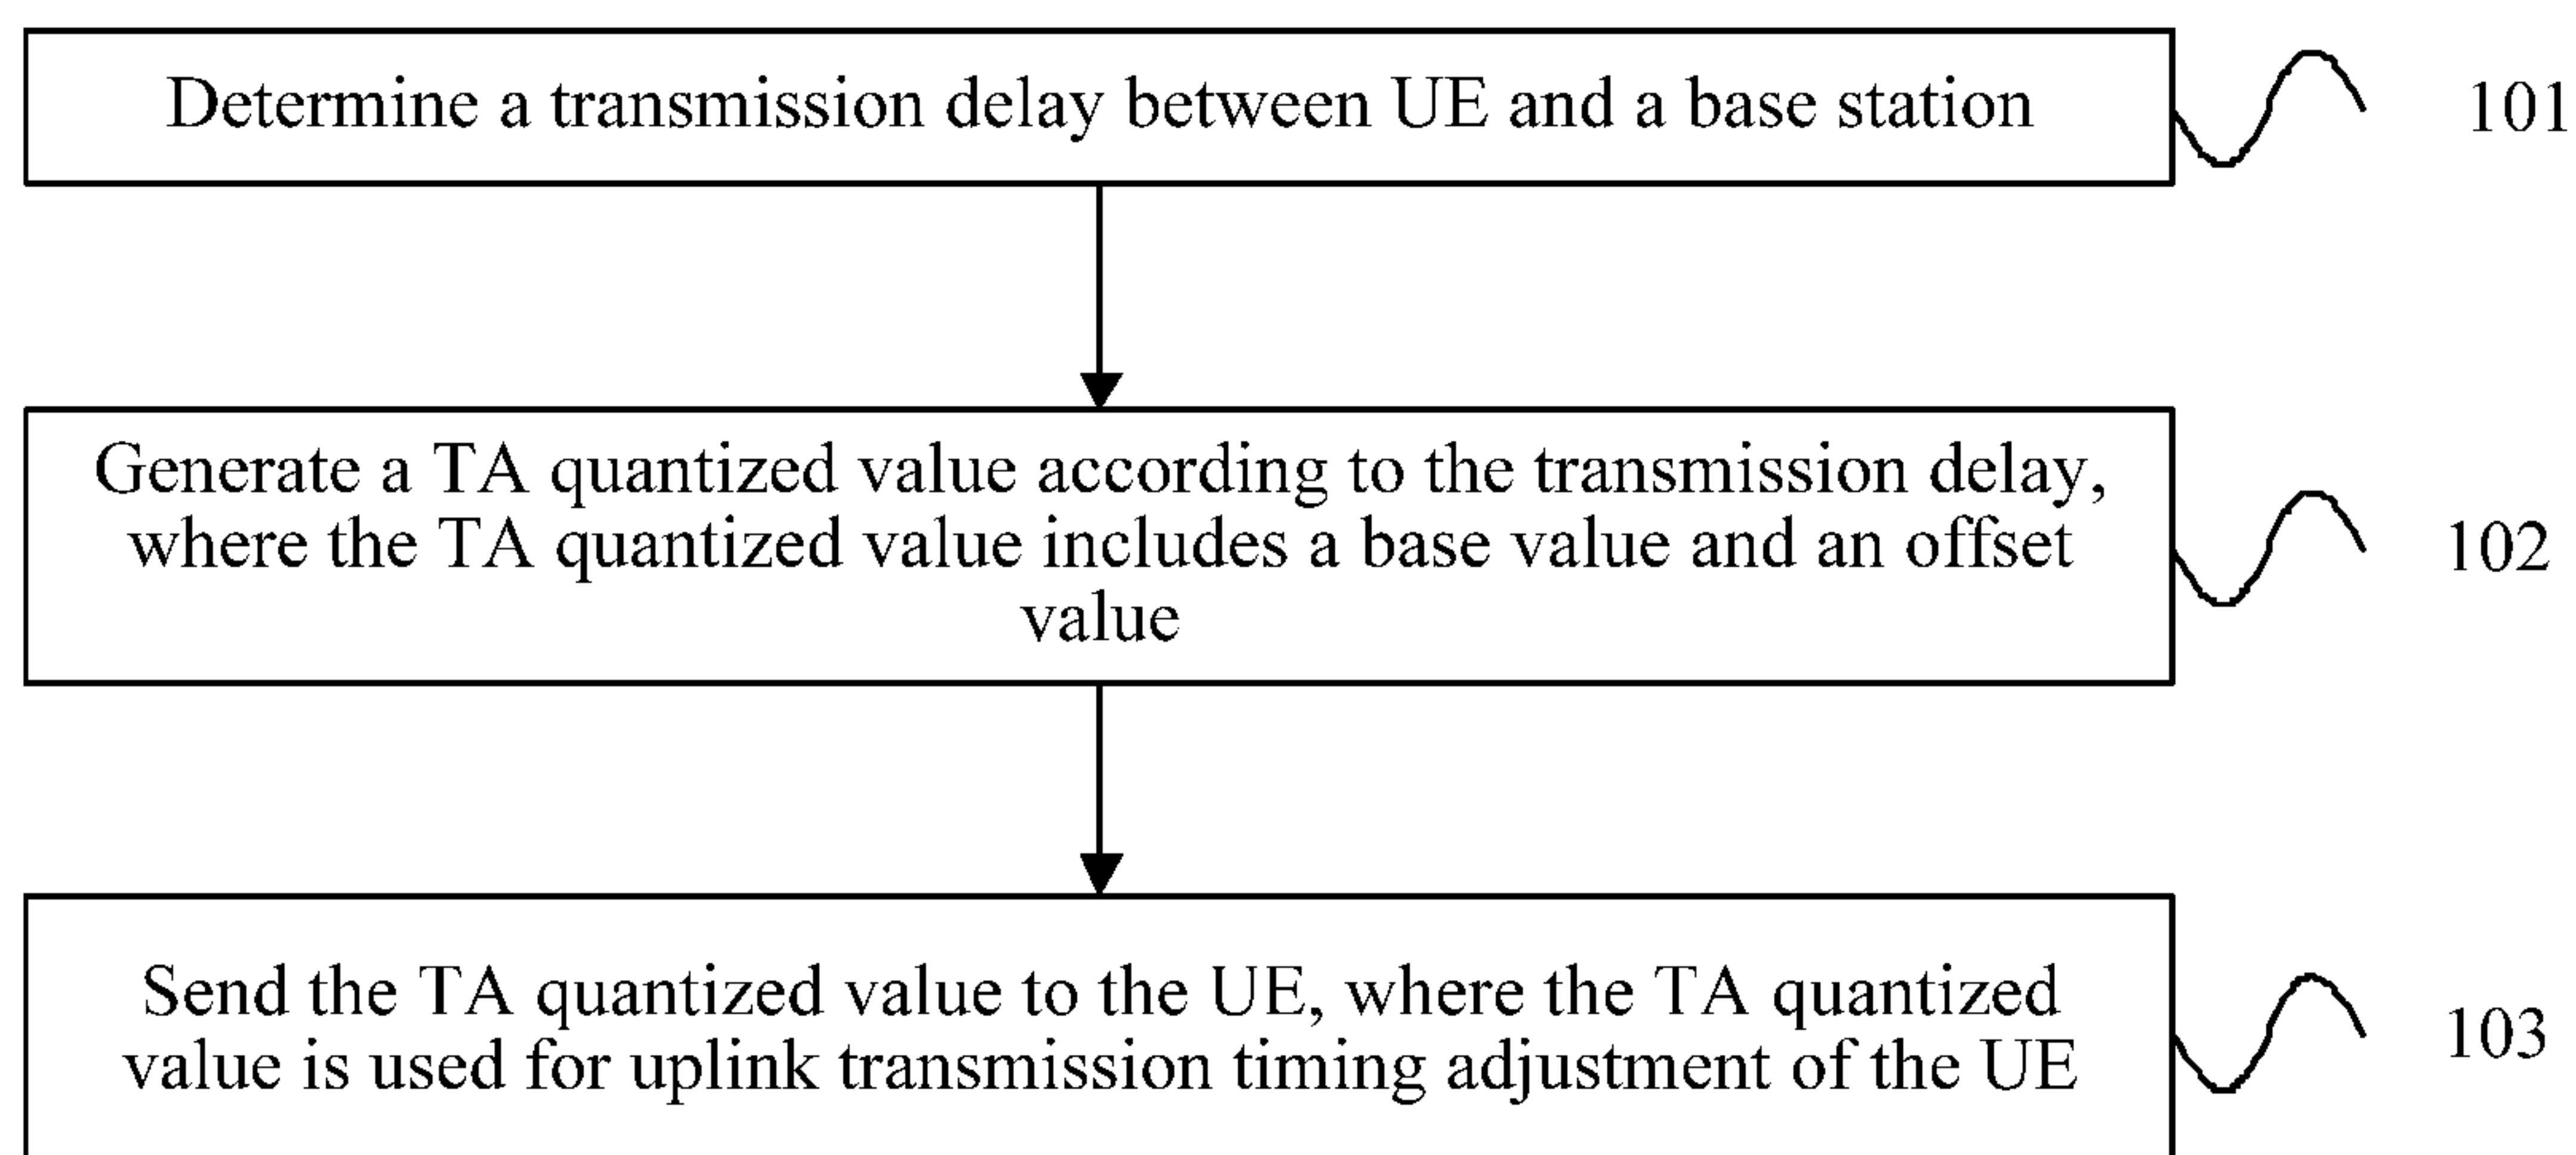 Determine a transmission delay between UE and a base station
101
Generate a TA quantized value according to the transmission delay,
where the TA quantized value includes a base value and an offset
value
102
Send the TA quantized value to the UE, where the TA quantized
value is used for uplink transmission timing adjustment of the UE
103